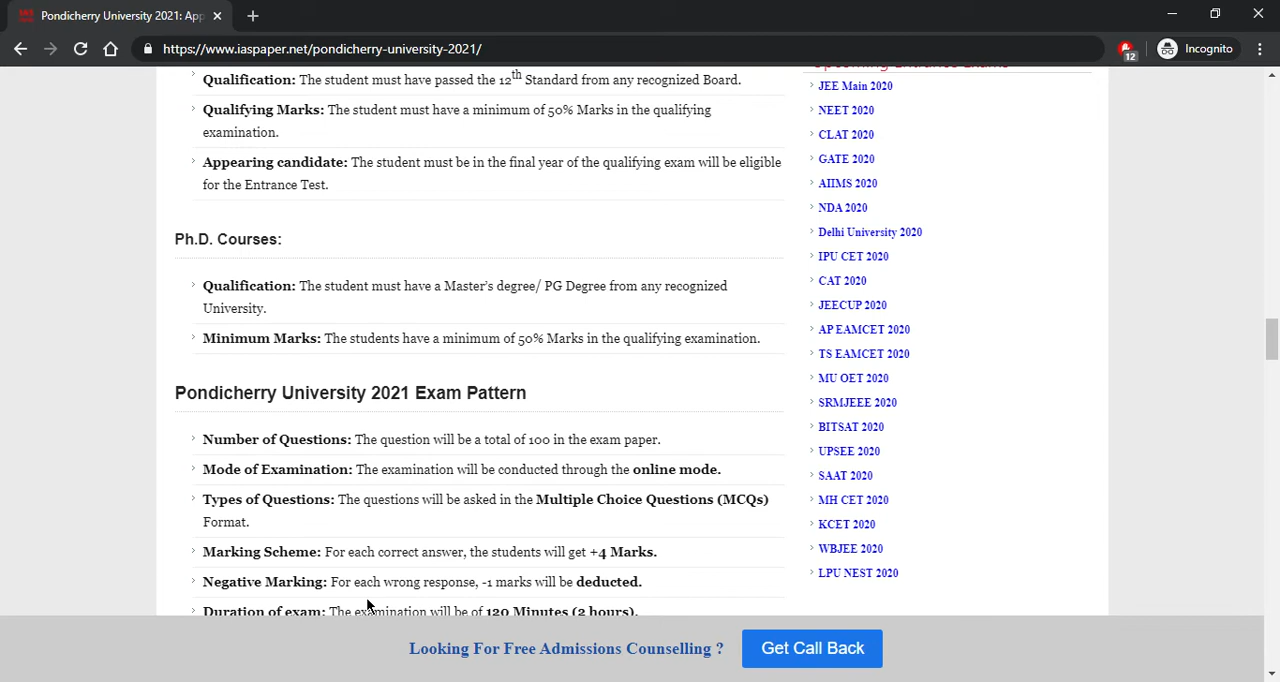 Pondicherry University 2021: App
https://www.iaspaper.net/pondicherry-university-2021/
12
Incognito
Qualification: The student must have passed the 12th Standard from any recognized Board.
Qualifying Marks: The student must have a minimum of 50% Marks in the qualifying
examination.
Appearing candidate: The student must be in the final year of the qualifying exam will be eligible
for the Entrance Test.
Ph.D. Courses:
Qualification: The student must have a Master's degree/ PG Degree from any recognized
University.
Minimum Marks: The students have a minimum of 50% Marks in the qualifying examination.
Pondicherry University 2021 Exam Pattern
Number of Questions: The question will be a total of 100 in the exam paper.
Mode of Examination: The examination will be conducted through the online mode.
Types of Questions: The questions will be asked in the Multiple Choice Questions (MCQs)
Format.
Marking Scheme: For each correct answer, the students will get +4 Marks.
Negative Marking: For each wrong response, -1 marks will be deducted.
Duration of exam: The examination will be of 120 Minutes (2 hours).
Upcoming Entrance Exams
JEE Main 2020
NEET 2020
CLAT 2020
GATE 2020
AIIMS 2020
NDA 2020
Delhi University 2020
IPU CET 2020
CAT 2020
JEECUP 2020
AP EAMCET 2020
TS EAMCET 2020
MU OET 2020
SRMJEEE 2020
BITSAT 2020
UPSEE 2020
SAAT 2020
MH CET 2020
KCET 2020
WBJEE 2020
LPU NEST 2020
Looking For Free Admissions Counselling ?
Get Call Back